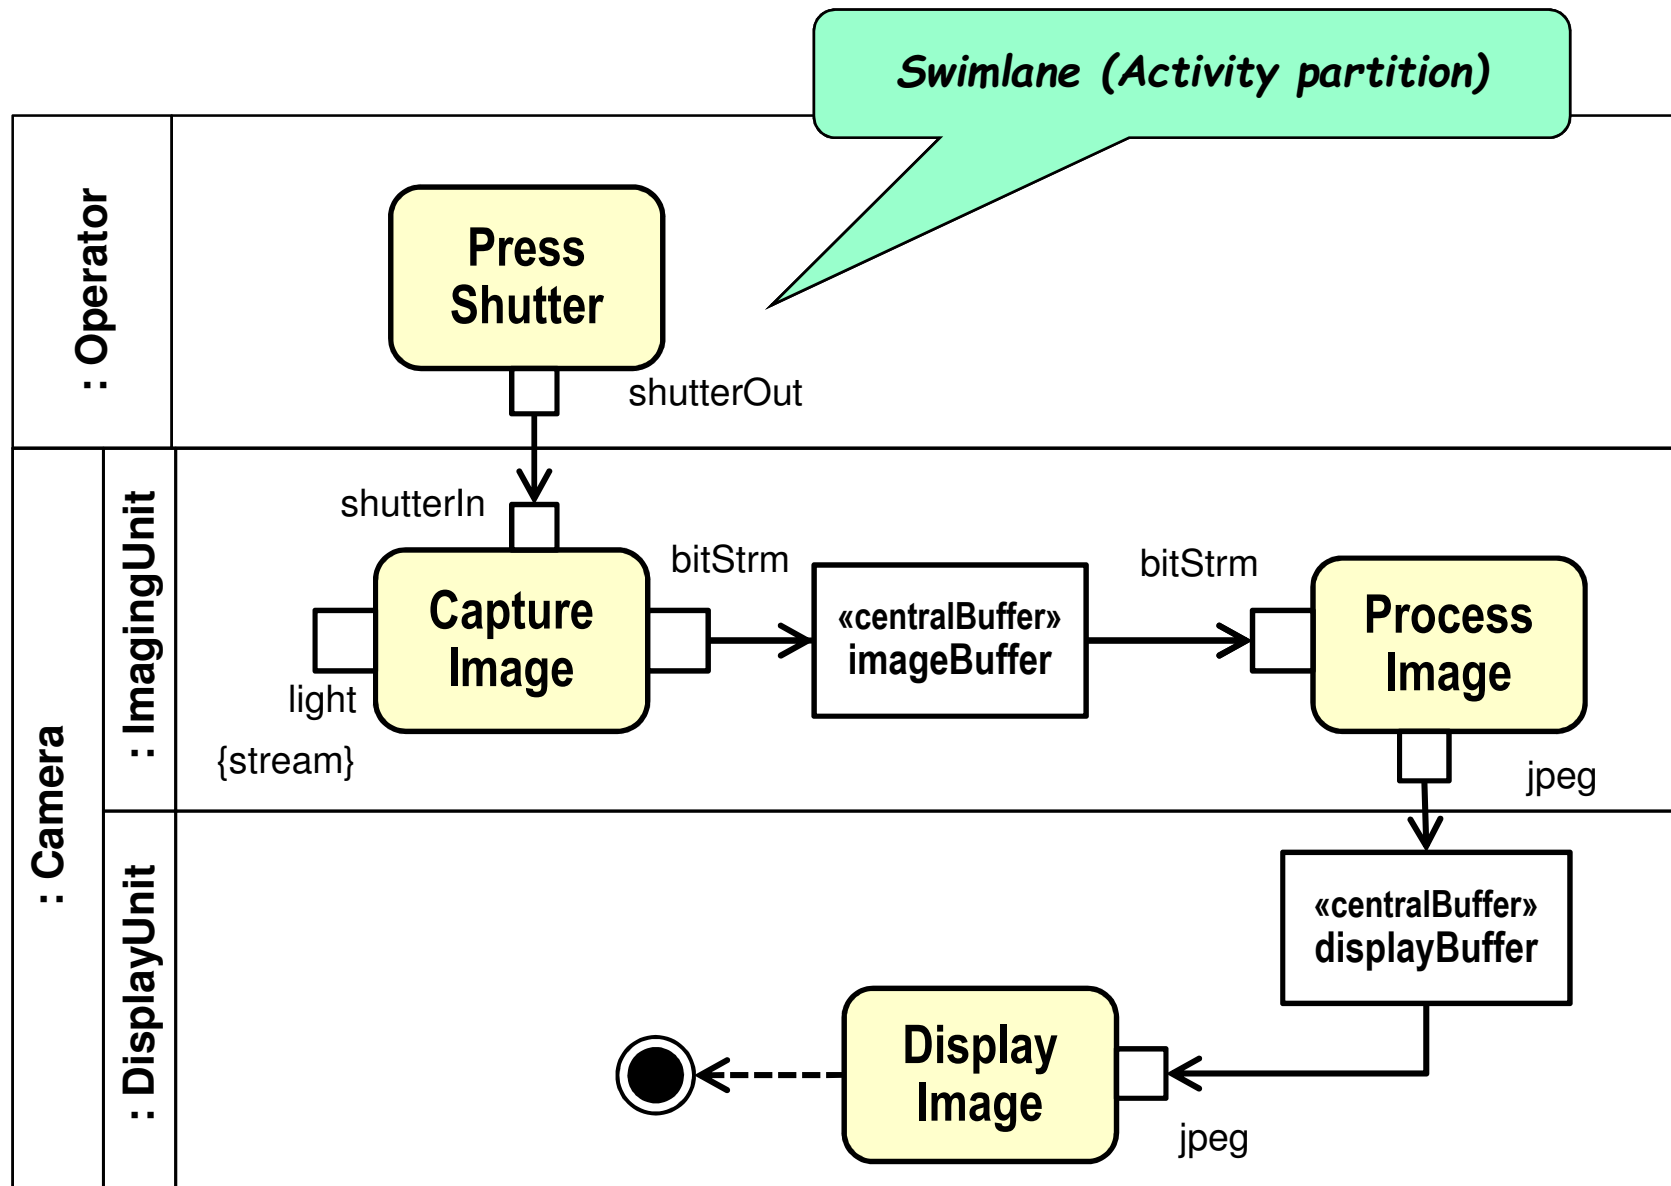 Swimlane (Activity partition)
: Operator
Press
Shutter
shutterOut
: Camera
: ImagingUnit
shutterIn
Capture
Image
light
{stream}
bitStrm
«centralBuffer»
imageBuffer
bitStrm
Process
Image
jpeg
: DisplayUnit
«centralBuffer»
displayBuffer
Display
Image
jpeg